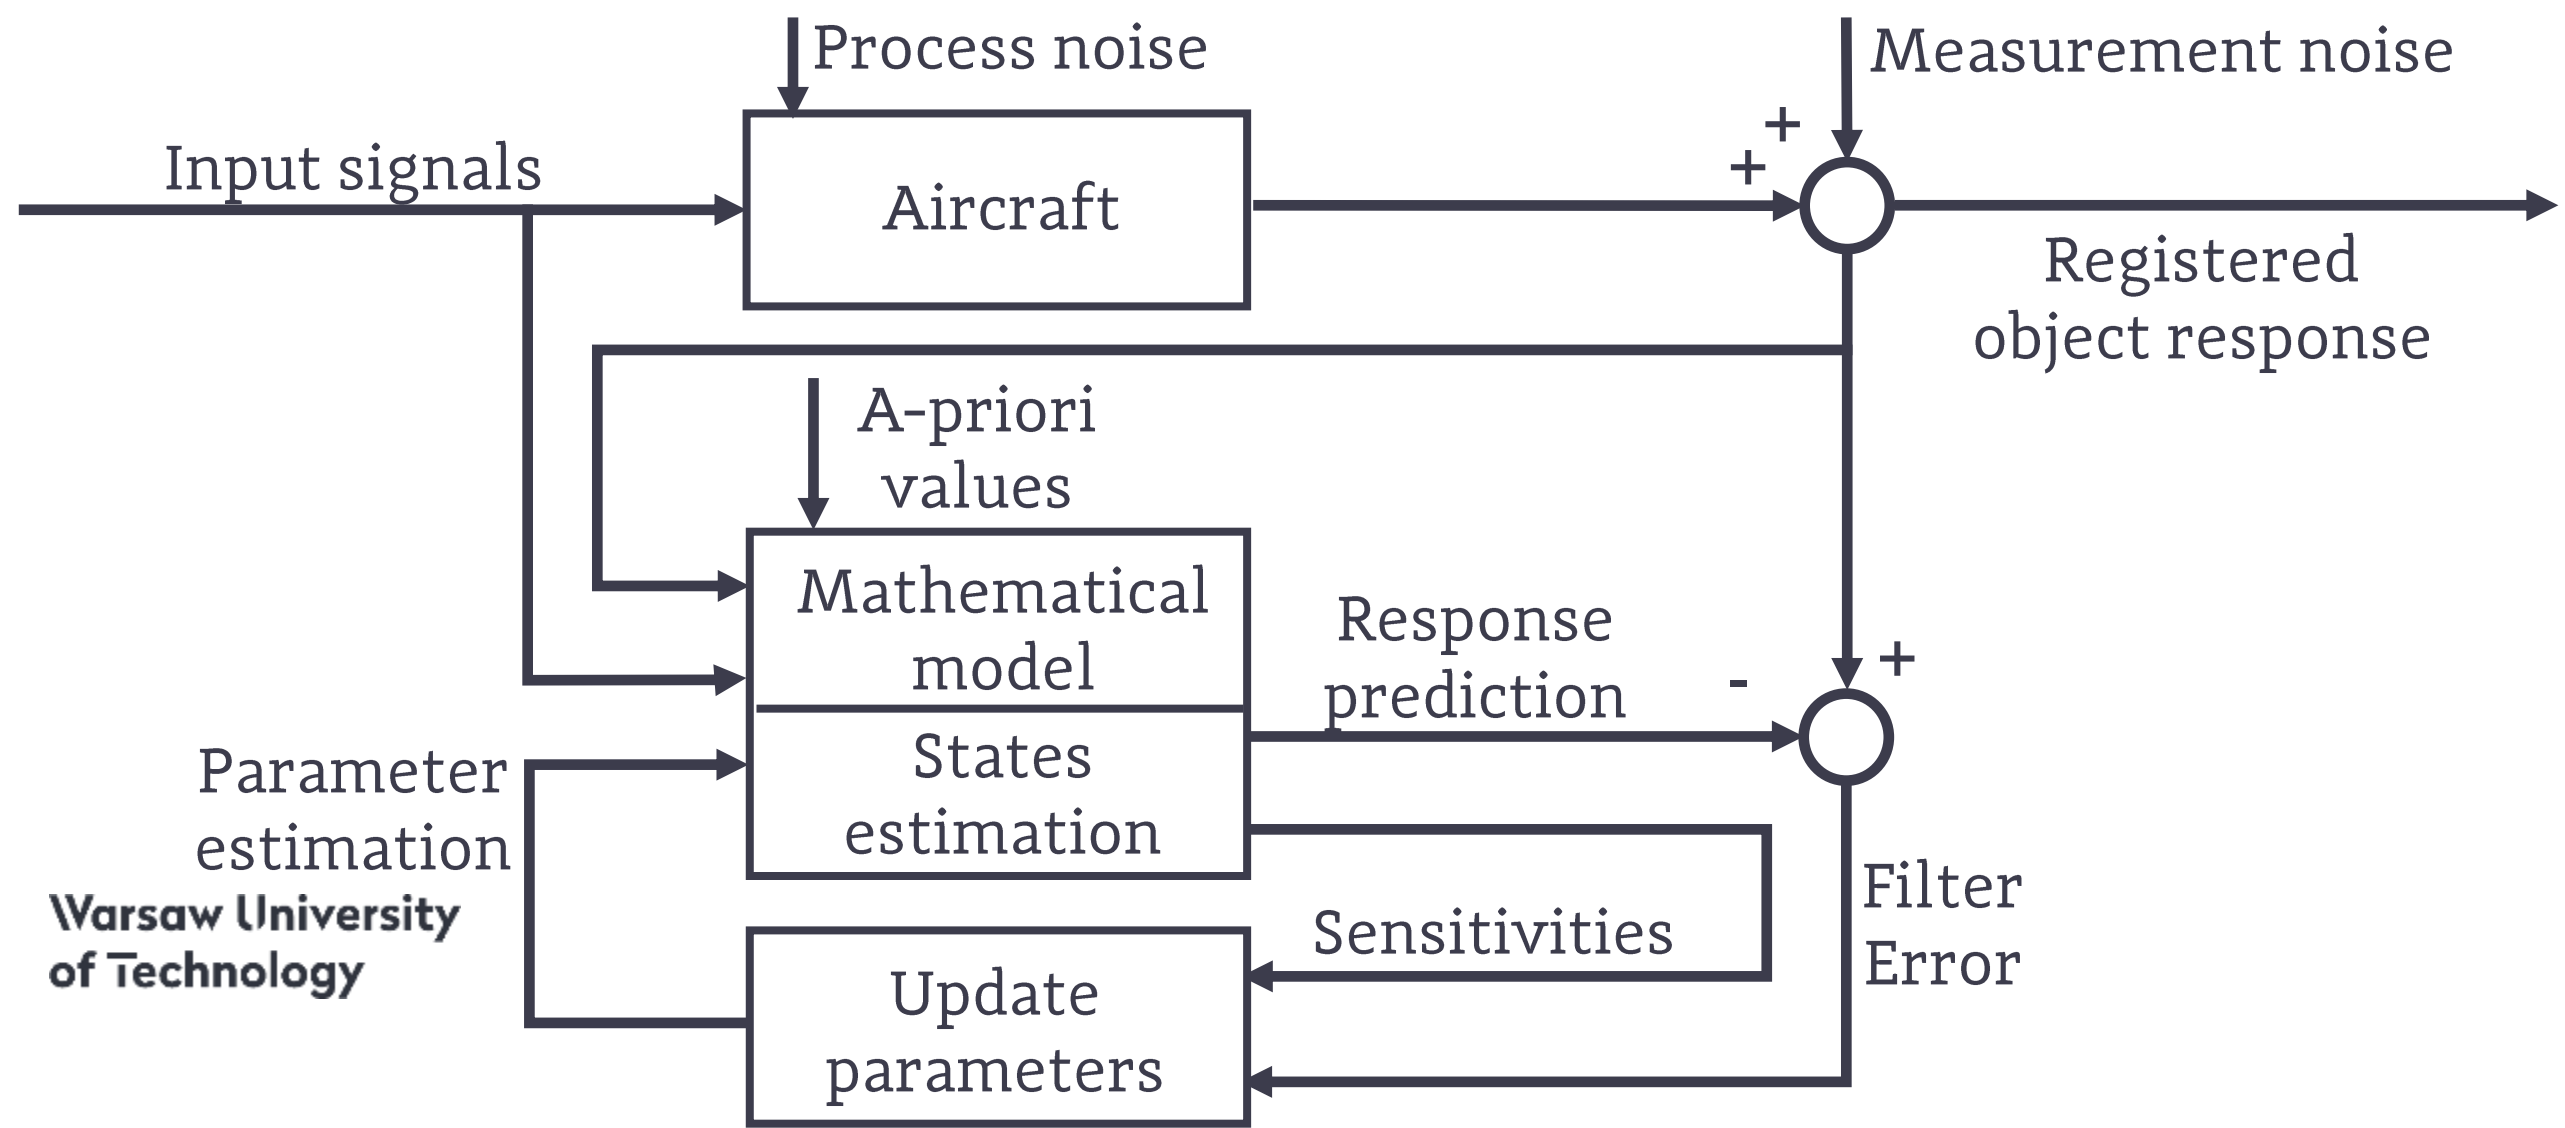 Process noise
Measurement noise
+
Input signals
+
Aircraft
Registered
object response
A-priori
values
Mathematical
model
Response
prediction
-
+
States
estimation
Parameter
estimation
Warsaw University
of Technology
Sensitivities
Filter
Error
Update
parameters